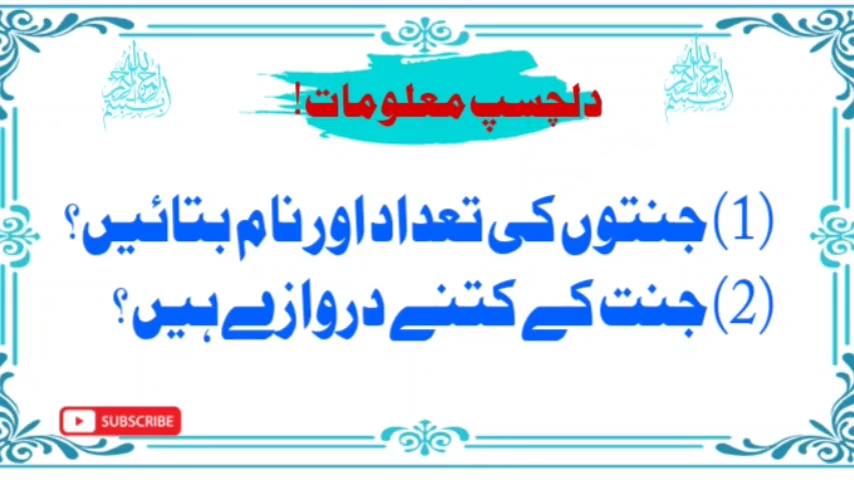 دلچسپ معلومات!
(1) جنتوں کی تعداد اور نام بتائیں؟
(2) جنت کے کتنے دروازے ہیں؟
SUBSCRIBE